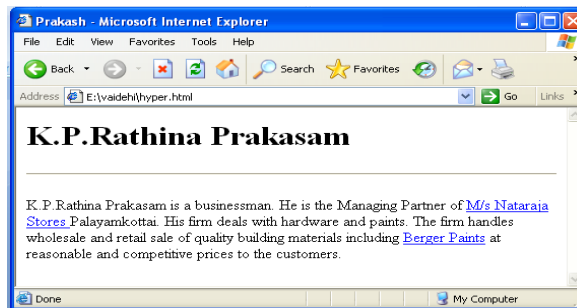 Prakash - Microsoft Internet Explorer
File Edit View Favorites Tools Help
Back Search Favorites
Address E:\vaidehi\hyper.html Go Links
K.P.Rathina Prakasam
K.P.Rathina Prakasam is a businessman. He is the Managing Partner of M/s Nataraja
Stores Palayamkottai. His firm deals with hardware and paints. The firm handles
wholesale and retail sale of quality building materials including Berger Paints at
reasonable and competitive prices to the customers.
Done My Computer